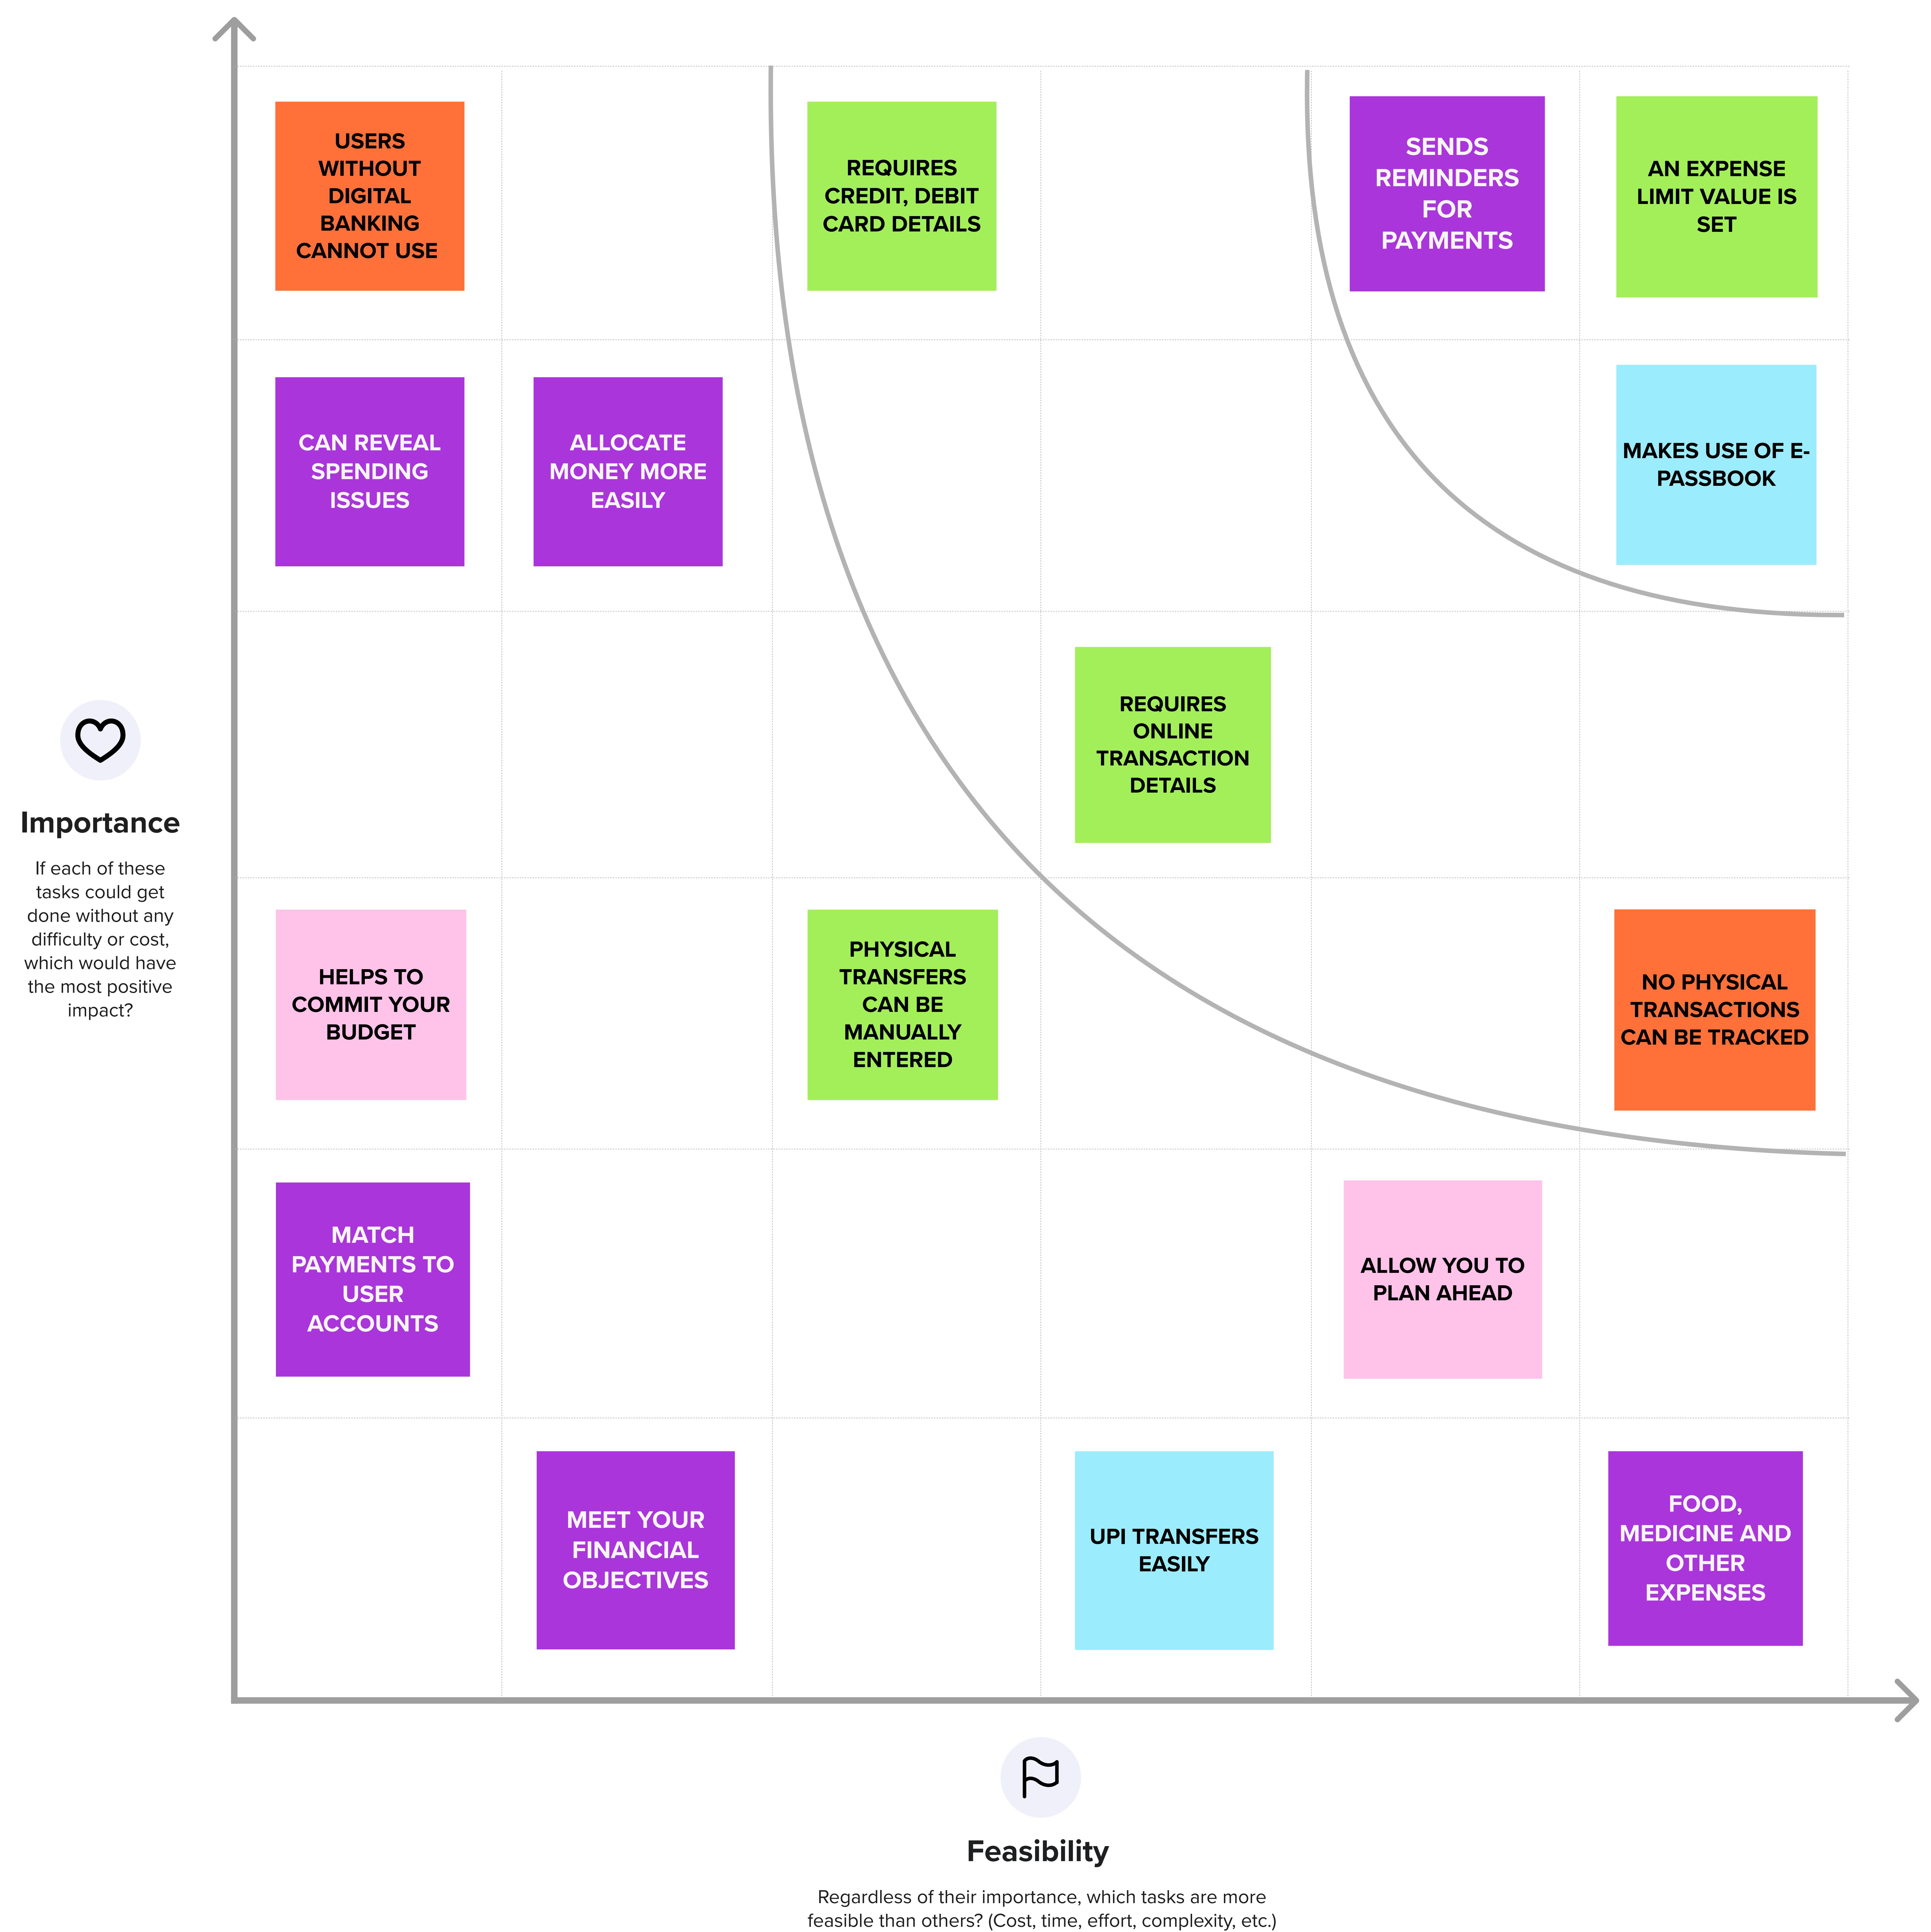 USERS
WITHOUT
DIGITAL
BANKING
CANNOT USE
REQUIRES
CREDIT, DEBIT
CARD DETAILS
SENDS
REMINDERS
FOR
PAYMENTS
AN EXPENSE
LIMIT VALUE IS
SET
CAN REVEAL
SPENDING
ISSUES
ALLOCATE
MONEY MORE
EASILY
MAKES USE OF E-
PASSBOOK
REQUIRES
ONLINE
TRANSACTION
DETAILS
Importance
If each of these
tasks could get
done without any
difficulty or cost,
which would have
the most positive
impact?
HELPS TO
COMMIT YOUR
BUDGET
PHYSICAL
TRANSFERS
CAN BE
MANUALLY
ENTERED
NO PHYSICAL
TRANSACTIONS
CAN BE TRACKED
MATCH
PAYMENTS TO
USER
ACCOUNTS
ALLOW YOU TO
PLAN AHEAD
MEET YOUR
FINANCIAL
OBJECTIVES
UPI TRANSFERS
EASILY
FOOD,
MEDICINE AND
OTHER
EXPENSES
Feasibility
Regardless of their importance, which tasks are more
feasible than others? (Cost, time, effort, complexity, etc.)